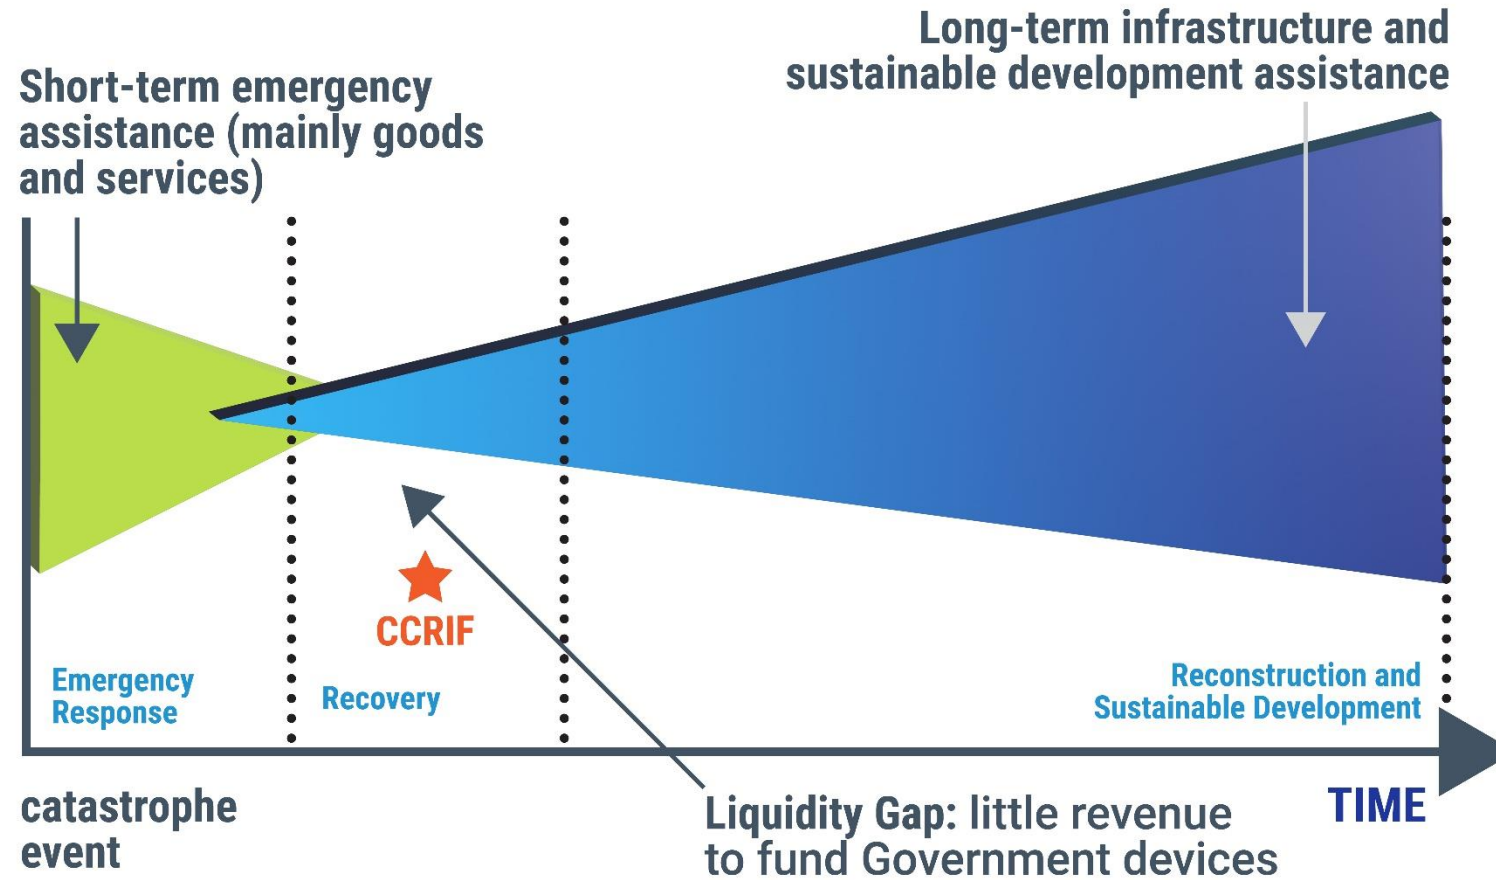 Long-term infrastructure and
sustainable development assistance
Short-term emergency
assistance (mainly goods
and services)
CCRIF
Emergency
Response
Recovery
Reconstruction and
Sustainable Development
catastrophe
event
Liquidity Gap: little revenue
to fund Government devices
TIME